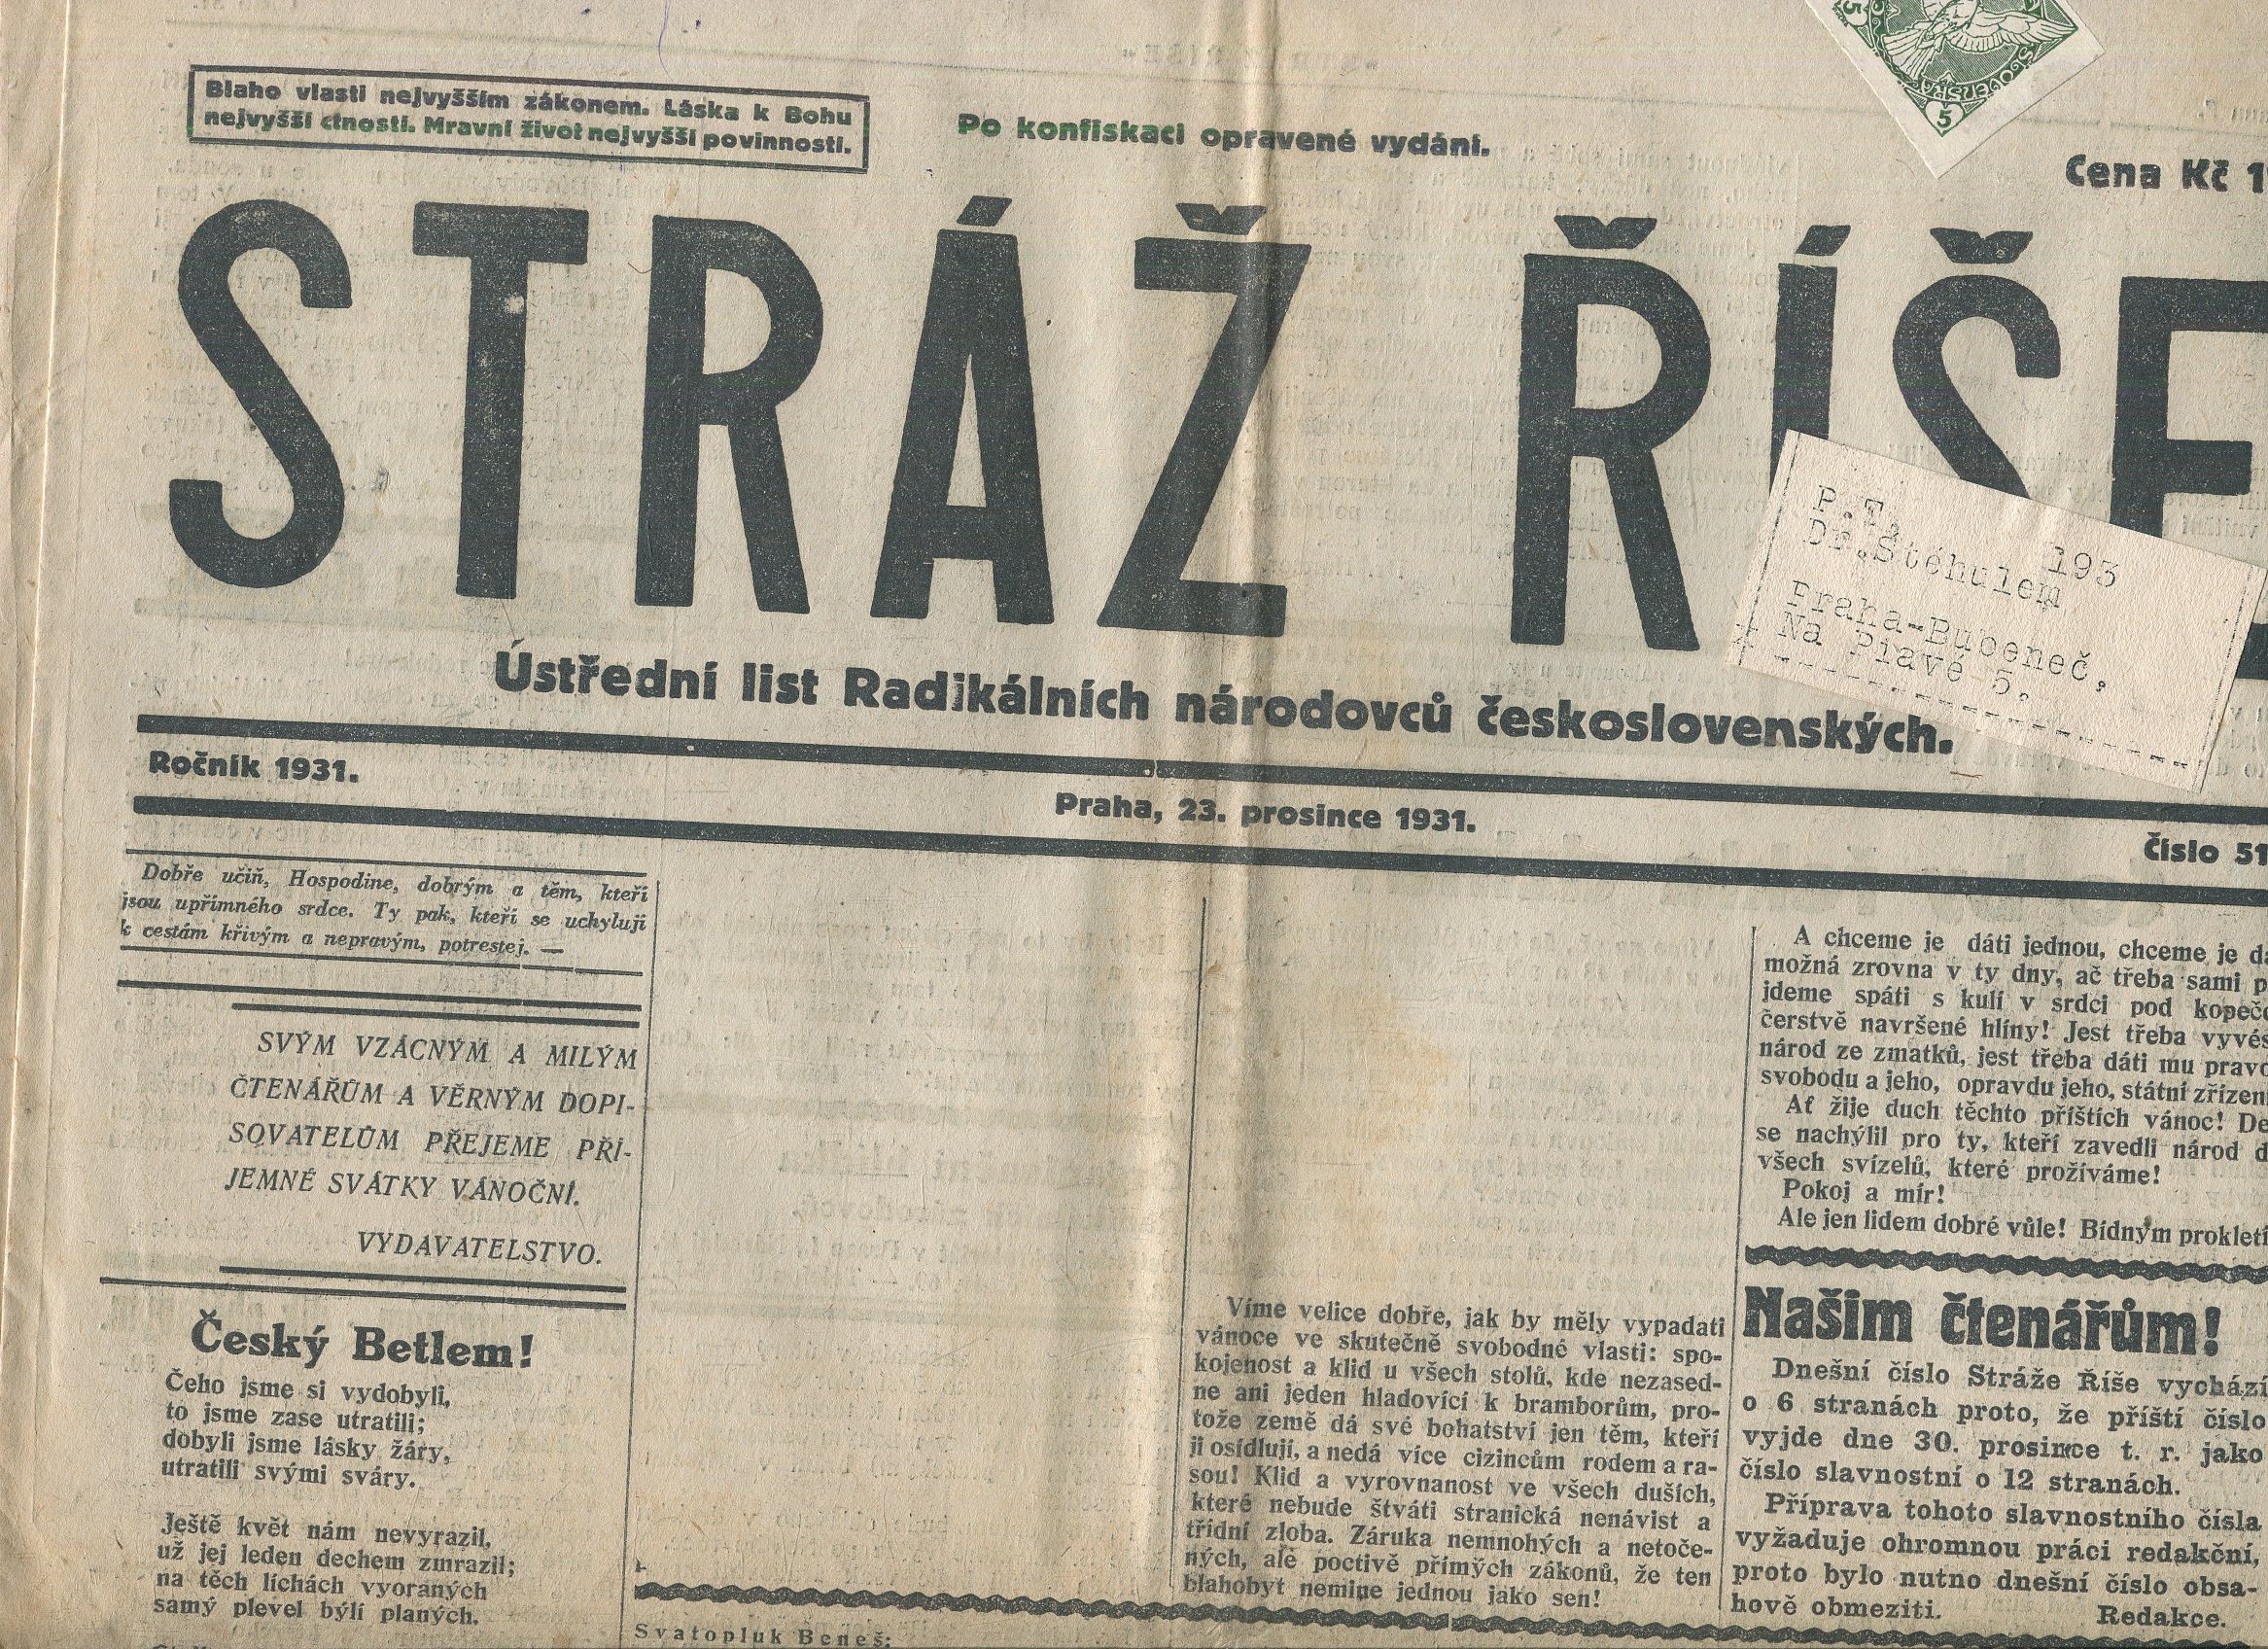 Blaho vlasti nejvyšším zákonem. Láska k Bohu
nejvyšší ctností. Mravní život nejvyšší povinností.
Po konfiskaci opravené vydání.
5
SLOVENSKÁ
5
Cena Kč 1
STRÁŽ ŘÍŠE
P.T.
193
Dr.Štěhulem
Praha-Bubeneč,
Na Piavě 5.
Ústřední list Radikálních národovců československých.
Ročník 1931.
Praha, 23. prosince 1931.
Číslo 51
Dobře učiň, Hospodine, dobrým a těm, kteří
jsou upřímného srdce. Ty pak, kteří se uchylují
k cestám křivým a nepravým, potrestej. —
SVÝM VZÁCNÝM A MILÝM
ČTENÁŘŮM A VĚRNÝM DOPI-
SOVATELŮM PŘEJEME PŘÍ-
JEMNÉ SVÁTKY VÁNOČNÍ.
VYDAVATELSTVO.
Český Betlem!
Čeho jsme si vydobyli,
to jsme zase utratili;
dobyli jsme lásky žáry,
utratili svými sváry.
Ještě květ nám nevyrazil,
už jej leden dechem zmrazil;
na těch líchách vyoraných
samý plevel býlí planých.
Svatopluk Beneš:
Víme velice dobře, jak by měly vypadati
vánoce ve skutečně svobodné vlasti: spo-
kojenost a klid u všech stolů, kde nezased-
ne ani jeden hladovící k bramborům, pro-
tože země dá své bohatství jen těm, kteří
ji osídlují, a nedá více cizincům rodem a ra-
sou! Klid a vyrovnanost ve všech duších,
které nebude štváti stranická nenávist a
třídní zloba. Záruka nemnohých a netoče-
ných, ale poctivě přímých zákonů, že ten
blahobyt nemine jednou jako sen!
A chceme je dáti jednou, chceme je dá
možná zrovna v ty dny, ač třeba sami p
jdeme spáti s kulí v srdci pod kopeče
čerstvě navršené hlíny! Jest třeba vyvés
národ ze zmatků, jest třeba dáti mu pravo
svobodu a jeho, opravdu jeho, státní zřízen
Ať žije duch těchto příštích vánoc! De
se nachýlil pro ty, kteří zavedli národ d
všech svízelů, které prožíváme!
Pokoj a mír!
Ale jen lidem dobré vůle! Bídným prokletí
Našim čtenářům!
Dnešní číslo Stráže Říše vychází
o 6 stranách proto, že příští číslo
vyjde dne 30. prosince t. r. jako
číslo slavnostní o 12 stranách.
Příprava tohoto slavnostního čísla
vyžaduje ohromnou práci redakční,
proto bylo nutno dnešní číslo obsa-
hově obmeziti.
Redakce.